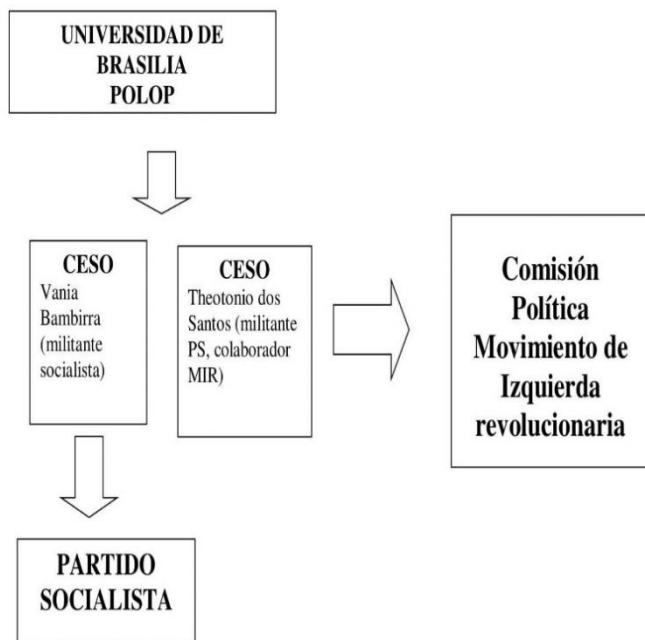 UNIVERSIDAD DE
BRASILIA
POLOP
CESO
Vania
Bambirra
(militante
socialista)
CESO
Theotonio dos
Santos (militante
PS, colaborador
MIR)
Comisión
Política
Movimiento de
Izquierda
revolucionaria
PARTIDO
SOCIALISTA